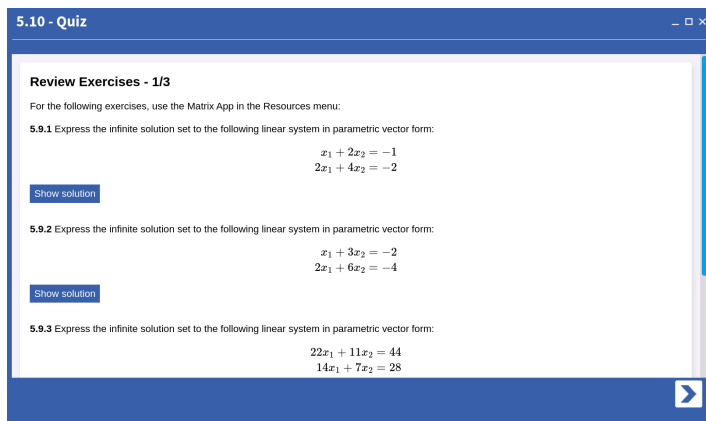 5.10 - Quiz
Review Exercises - 1/3
For the following exercises, use the Matrix App in the Resources menu:
5.9.1 Express the infinite solution set to the following linear system in parametric vector form:
x₁ + 2x₂ = −1
2x₁ + 4x₂ = −2
Show solution
5.9.2 Express the infinite solution set to the following linear system in parametric vector form:
x₁ + 3x₂ = −2
2x₁ + 6x₂ = −4
Show solution
5.9.3 Express the infinite solution set to the following linear system in parametric vector form:
22x₁ + 11x₂ = 44
14x₁ + 7x₂ = 28